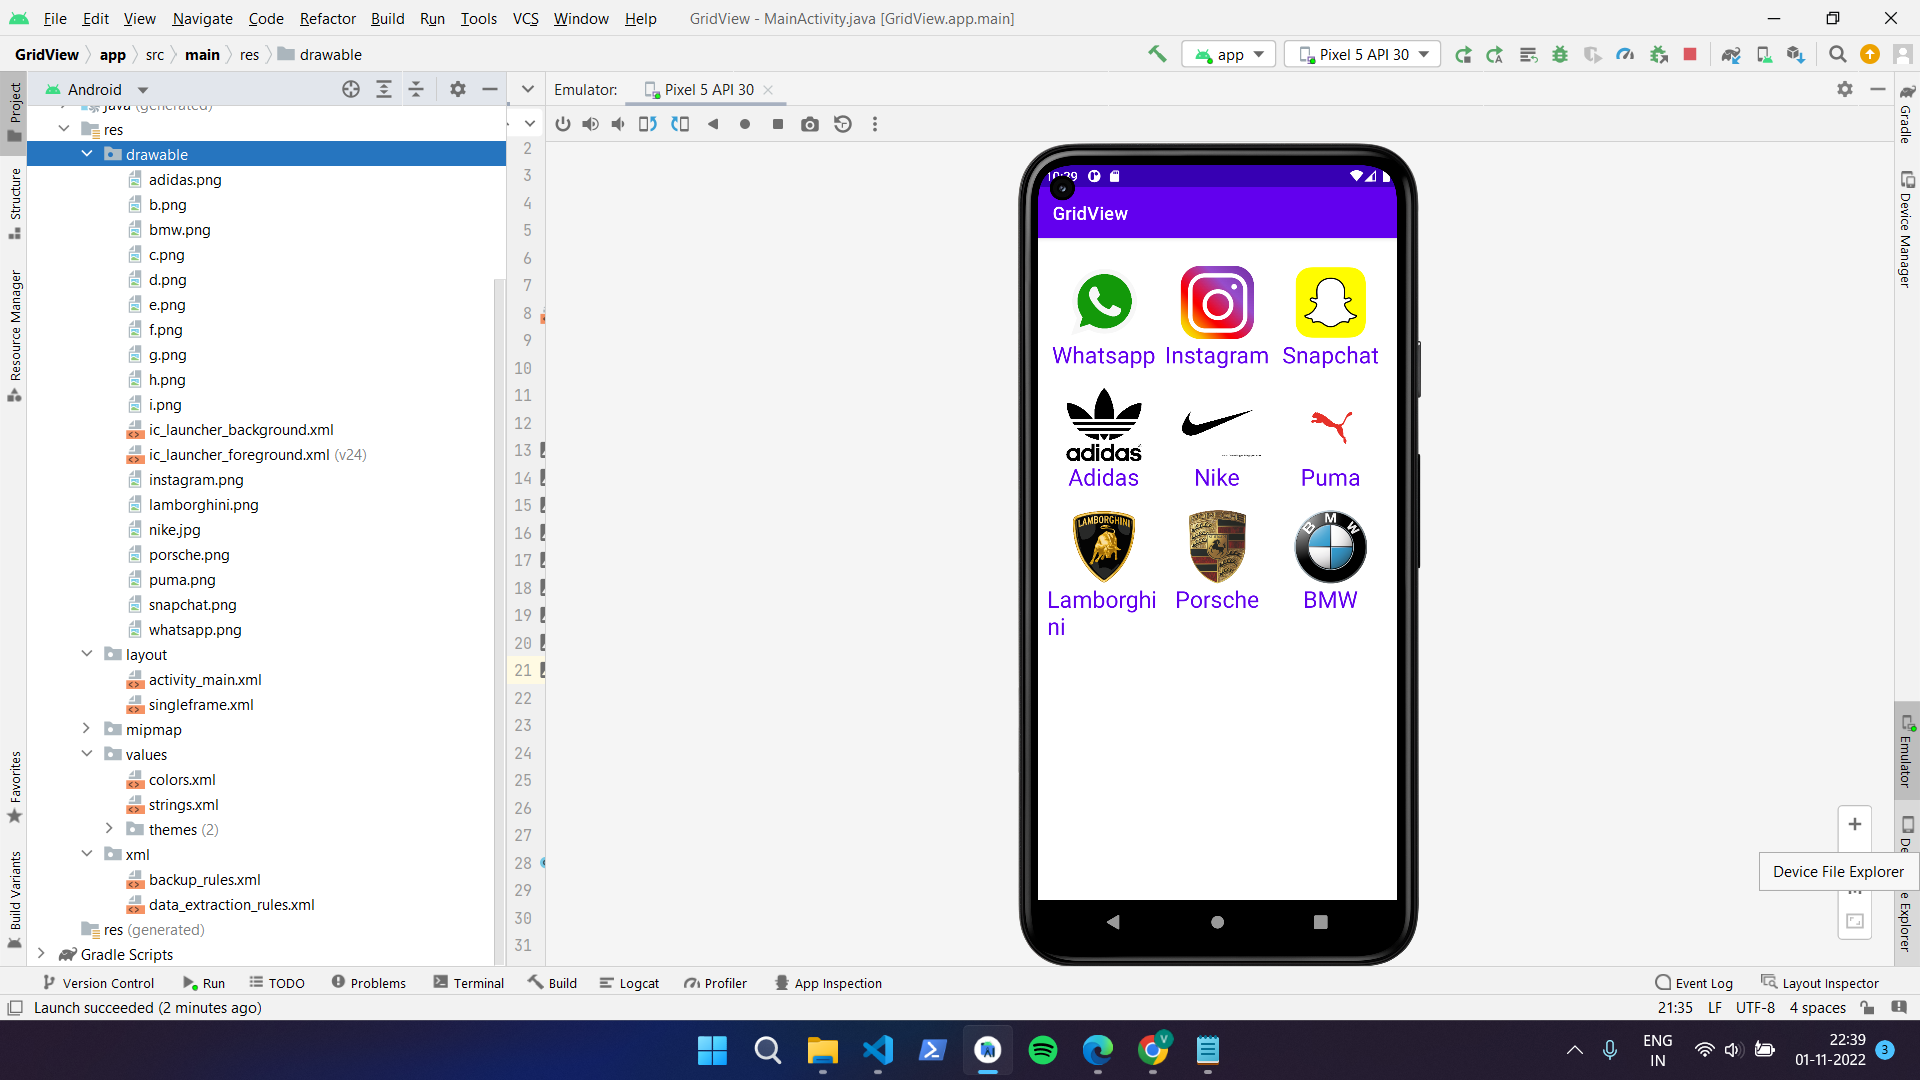 File Edit View Navigate Code Refactor Build Run Tools VCS Window Help GridView - MainActivity.java [GridView.app.main]
GridView app src main res drawable app Pixel 5 API 30
Project
Android
Emulator: Pixel 5 API 30
java (generated)
res
drawable
adidas.png
b.png
bmw.png
c.png
d.png
e.png
f.png
g.png
h.png
i.png
ic_launcher_background.xml
ic_launcher_foreground.xml (v24)
instagram.png
lamborghini.png
nike.jpg
porsche.png
puma.png
snapchat.png
whatsapp.png
layout
activity_main.xml
singleframe.xml
mipmap
values
colors.xml
strings.xml
themes (2)
xml
backup_rules.xml
data_extraction_rules.xml
res (generated)
Gradle Scripts
Structure
Resource Manager
Favorites
Build Variants
2
3
4
5
6
7
8
9
10
11
12
13
14
15
16
17
18
19
20
21
22
23
24
25
26
27
28
29
30
31
10:39
GridView
Whatsapp Instagram Snapchat
adidas
Adidas Nike Puma
LAMBORGHINI PORSCHE BMW
Lamborghi
ni
Porsche BMW
Gradle
Device Manager
Emulator
Device File Explorer
e Explorer
Version Control Run TODO Problems Terminal Build Logcat Profiler App Inspection Event Log Layout Inspector
Launch succeeded (2 minutes ago) 21:35 LF UTF-8 4 spaces
V
ENG
IN
22:39
01-11-2022
3